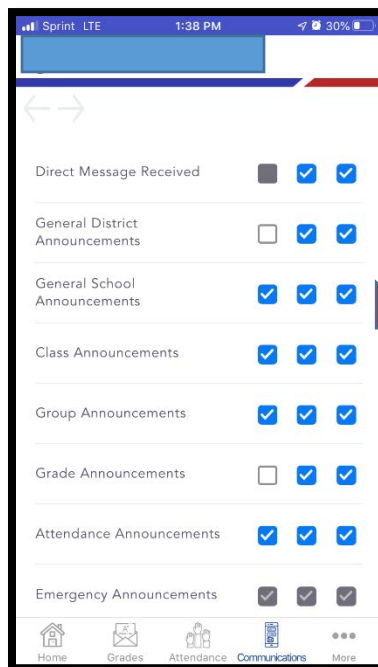 Sprint LTE 1:38 PM 30%
Direct Message Received
General District
Announcements
General School
Announcements
Class Announcements
Group Announcements
Grade Announcements
Attendance Announcements
Emergency Announcements
Home Grades Attendance Communications More